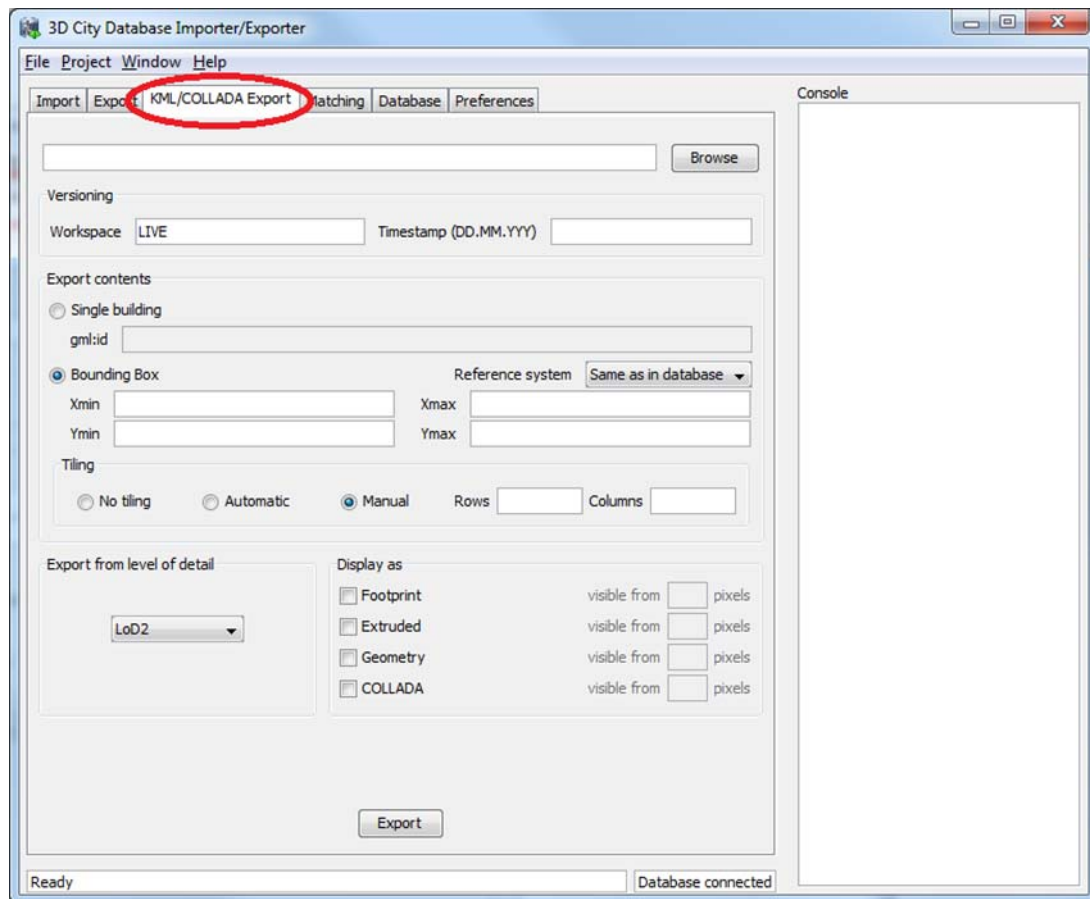 3D City Database Importer/Exporter
File Project Window Help
Import Export KML/COLLADA Export Matching Database Preferences
Console
Browse
Versioning
Workspace LIVE Timestamp (DD.MM.YYY)
Export contents
Single building
gml:id
Bounding Box Reference system Same as in database
Xmin Xmax
Ymin Ymax
Tiling
No tiling Automatic Manual Rows Columns
Export from level of detail Display as
Footprint visible from pixels
LoD2
Extruded visible from pixels
Geometry visible from pixels
COLLADA visible from pixels
Export
Ready Database connected